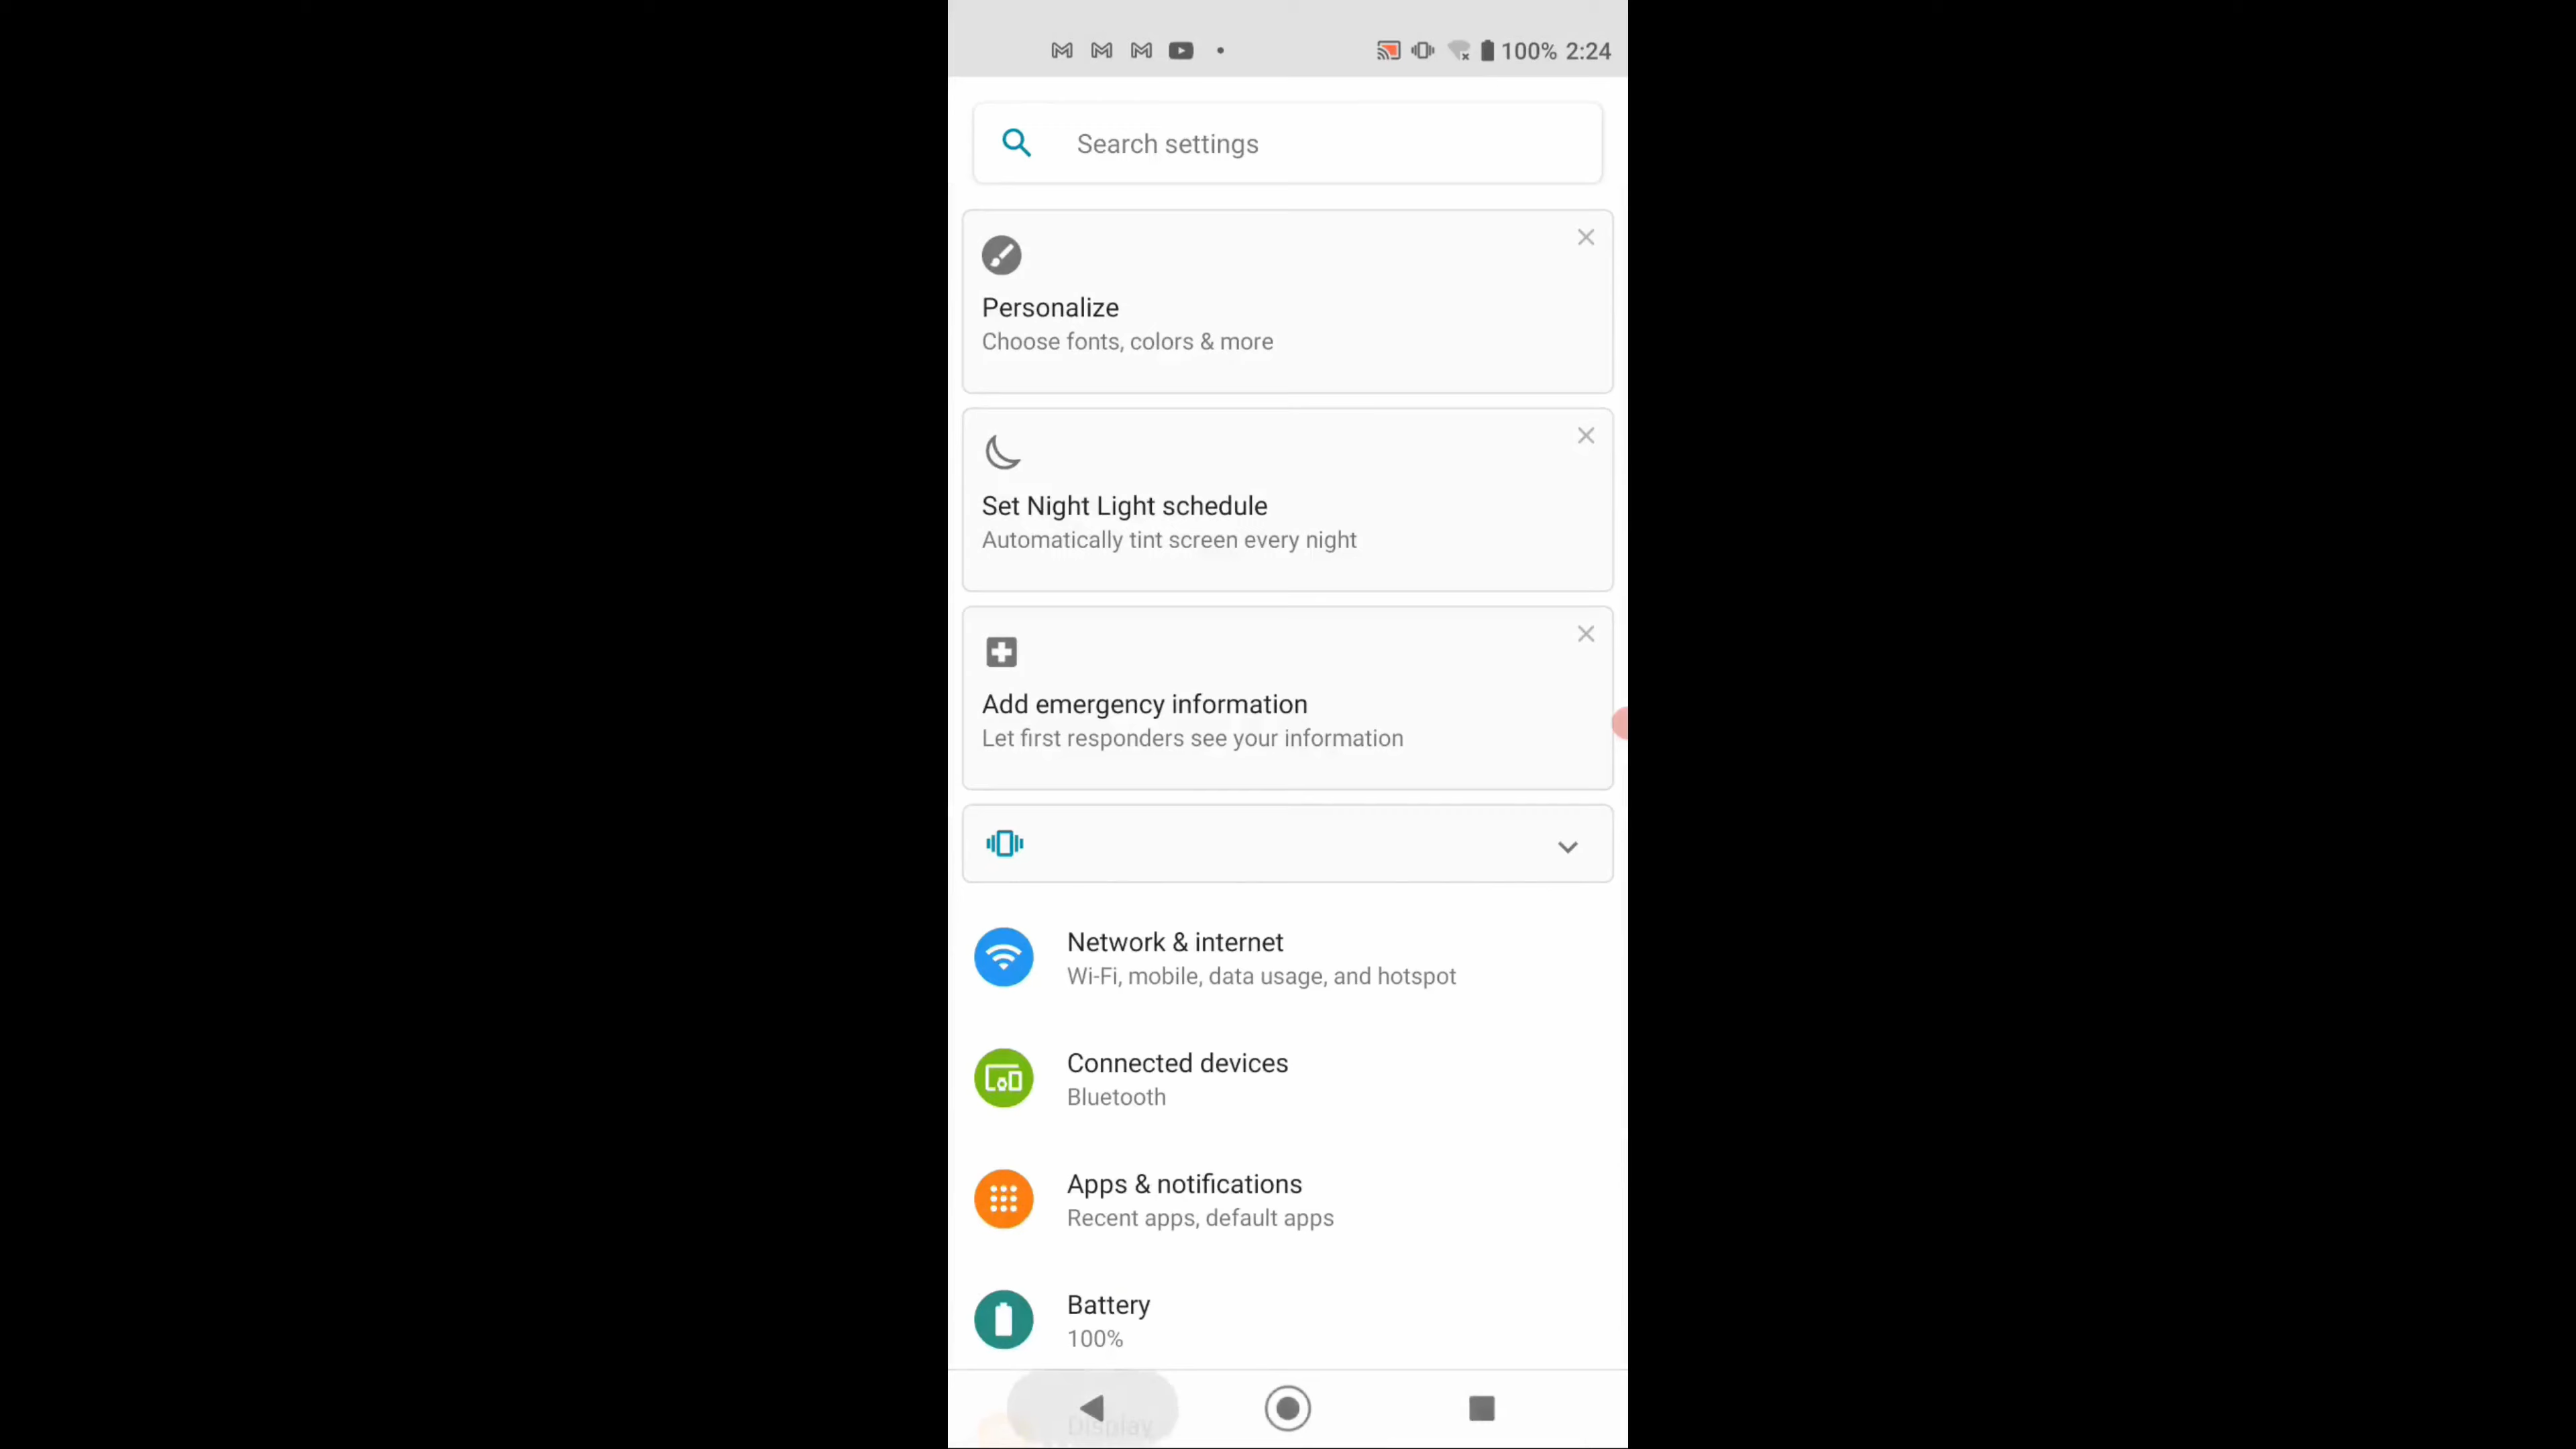 100% 2:24
Search settings
Personalize
Choose fonts, colors & more
Set Night Light schedule
Automatically tint screen every night
Add emergency information
Let first responders see your information
Network & internet
Wi-Fi, mobile, data usage, and hotspot
Connected devices
Bluetooth
Apps & notifications
Recent apps, default apps
Battery
100%
Display